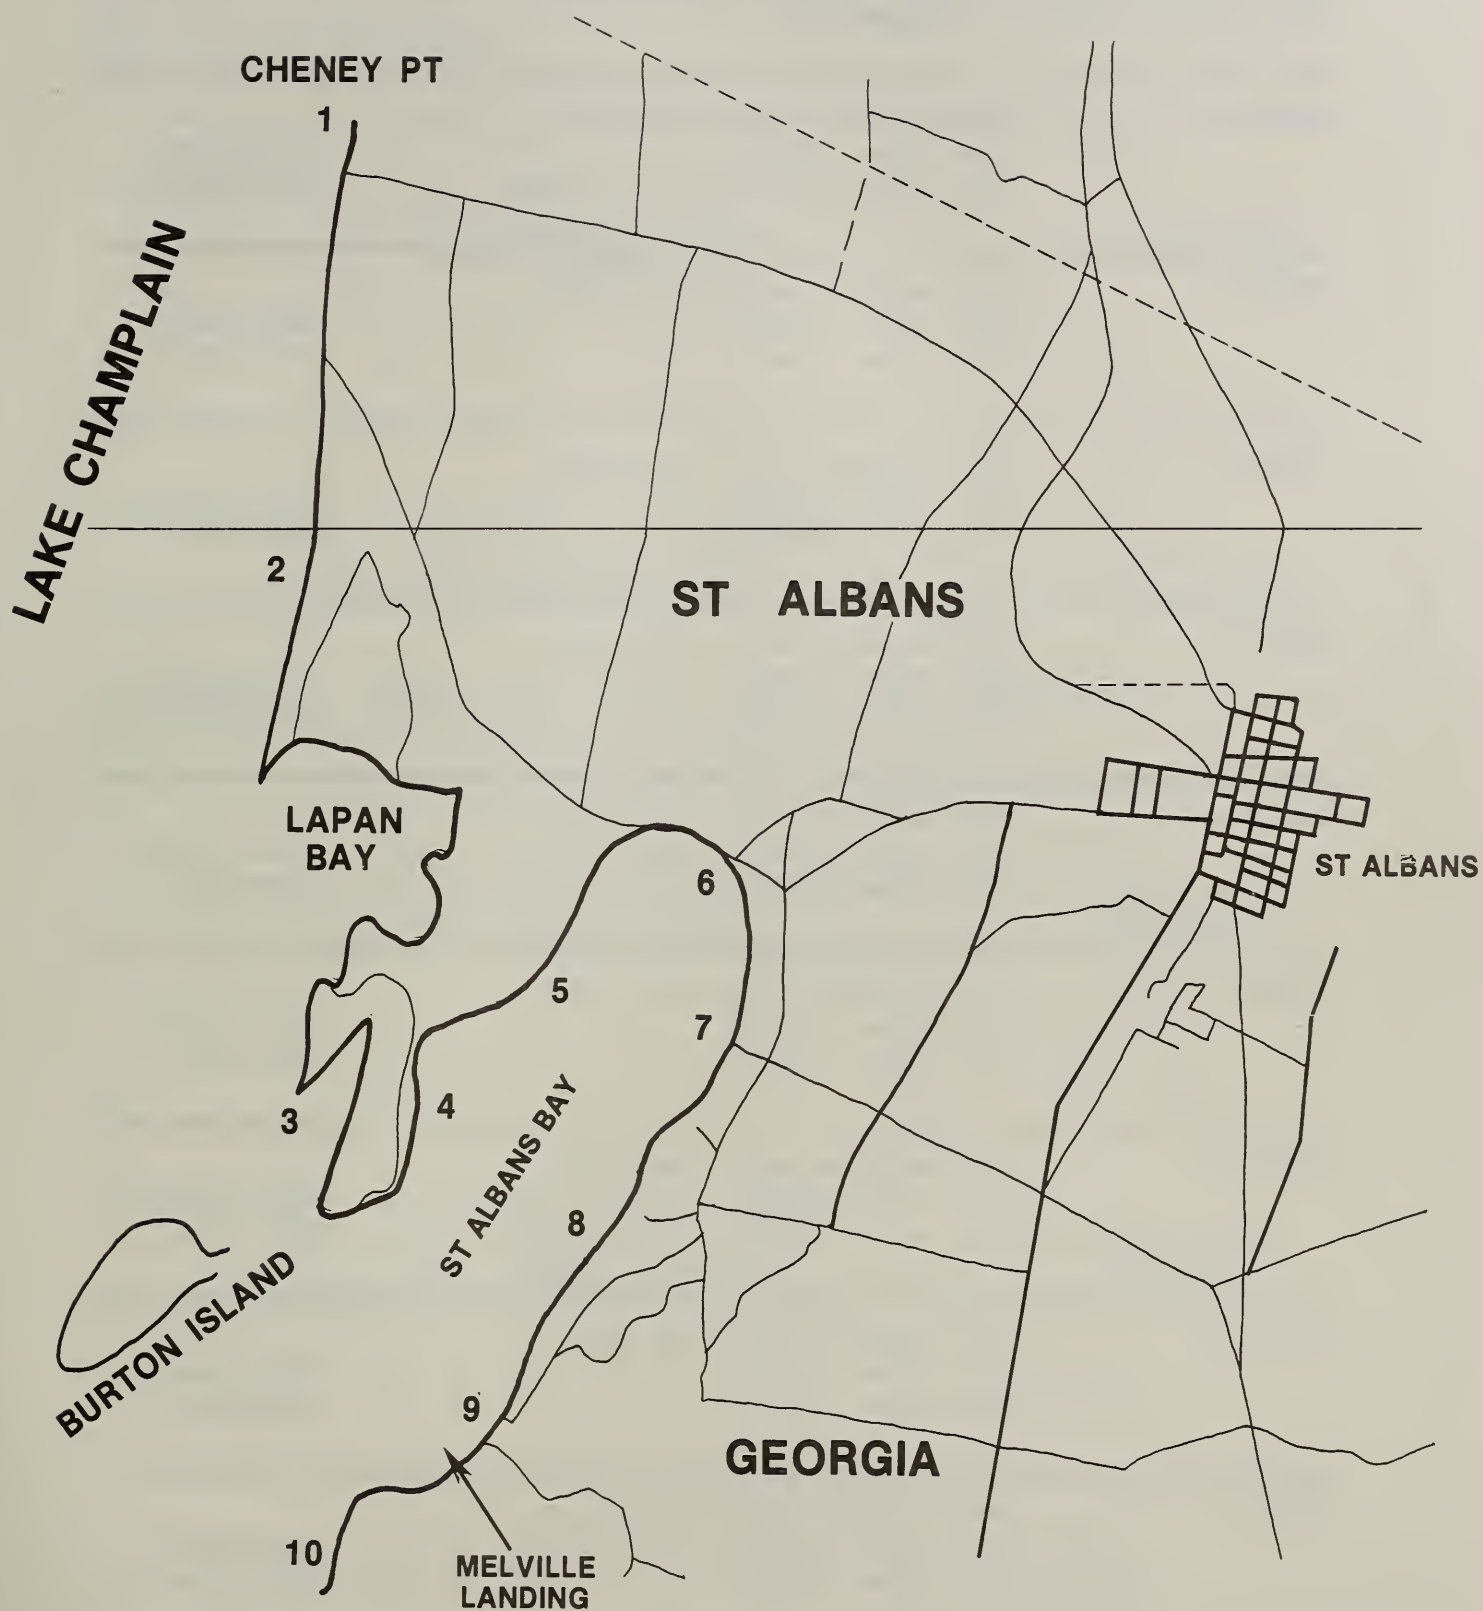 CHENEY PT
1
LAKE CHAMPLAIN
2
ST ALBANS
LAPAN
BAY
6
ST ALBANS
5
7
3
4
ST ALBANS BAY
8
BURTON ISLAND
9
GEORGIA
10
MELVILLE
LANDING